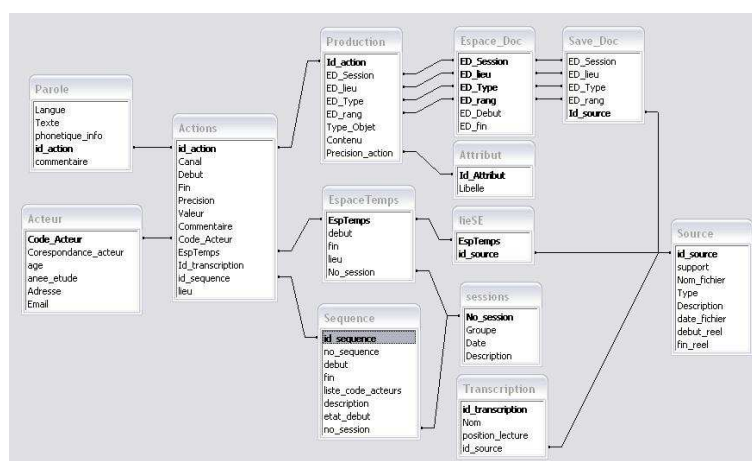 Parole
Langue
Texte
phonetique_info
id_action
commentaire
Acteur
Code_Acteur
Corespondance_acteur
age
anee_etude
Adresse
Email
Actions
id_action
Canal
Debut
Fin
Precision
Valeur
Commentaire
Code_Acteur
EspTemps
Id_transcription
id_sequence
lieu
Production
Id_action
ED_Session
ED_lieu
ED_Type
ED_rang
Type_Objet
Contenu
Precision_action
EspaceTemps
EspTemps
debut
fin
lieu
No_session
Sequence
id_sequence
no_sequence
debut
fin
liste_code_acteurs
description
etat_debut
no_session
Espace_Doc
ED_Session
ED_lieu
ED_Type
ED_rang
ED_Debut
ED_fin
Attribut
Id_Attribut
Libelle
lieSE
EspTemps
id_source
sessions
No_session
Groupe
Date
Description
Transcription
id_transcription
Nom
position_lecture
id_source
Save_Doc
ED_Session
ED_lieu
ED_Type
ED_rang
Id_source
Source
id_source
support
Nom_fichier
Type
Description
date_fichier
debut_reel
fin_reel